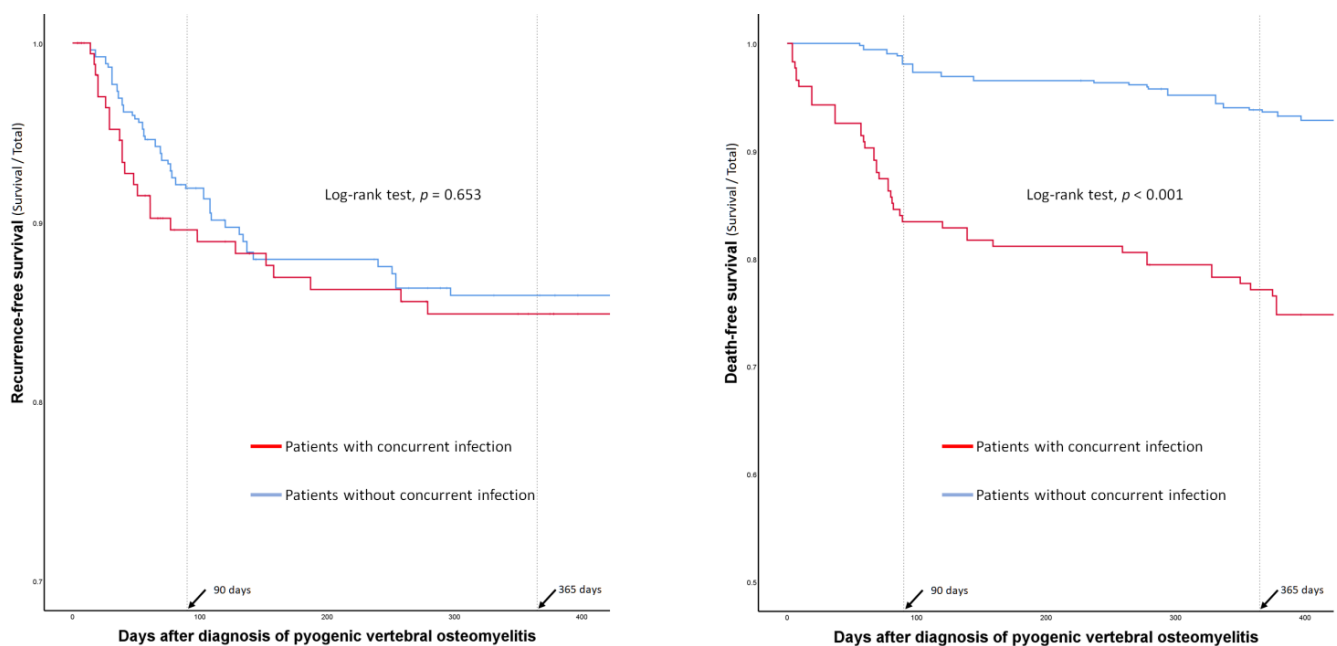 Recurrence-free survival (Survival / Total)
1.0
0.9
0.8
0.7
Log-rank test, p = 0.653
Patients with concurrent infection
Patients without concurrent infection
90 days
365 days
0
100
200
300
400
Days after diagnosis of pyogenic vertebral osteomyelitis
Death-free survival (Survival / Total)
1.0
0.9
0.8
0.7
0.6
0.5
Log-rank test, p < 0.001
Patients with concurrent infection
Patients without concurrent infection
90 days
365 days
0
100
200
300
400
Days after diagnosis of pyogenic vertebral osteomyelitis